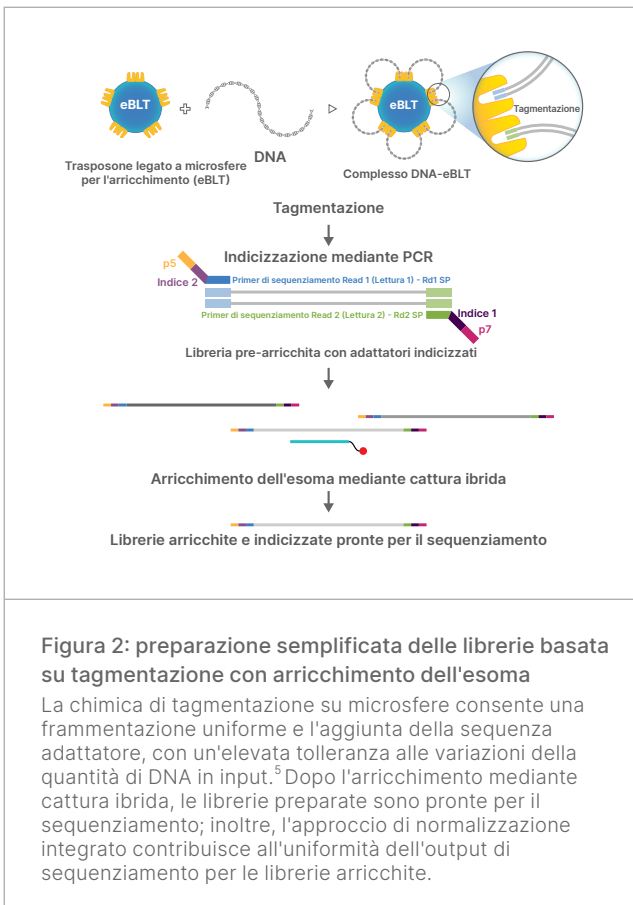 eBLT
+
DNA
Trasposone legato a microsfere
per l'arricchimento (eBLT)
eBLT
Complesso DNA-eBLT
Tagmentazione
Tagmentazione
Indicizzazione mediante PCR
p5
Indice 2
Primer di sequenziamento Read 1 (Lettura 1) - Rd1 SP
Primer di sequenziamento Read 2 (Lettura 2) - Rd2 SP
Indice 1
p7
Libreria pre-arricchita con adattatori indicizzati
Arricchimento dell'esoma mediante cattura ibrida
Librerie arricchite e indicizzate pronte per il sequenziamento
Figura 2: preparazione semplificata delle librerie basata
su tagmentazione con arricchimento dell'esoma
La chimica di tagmentazione su microsfere consente una
frammentazione uniforme e l'aggiunta della sequenza
adattatore, con un'elevata tolleranza alle variazioni della
quantità di DNA in input.⁵ Dopo l'arricchimento mediante
cattura ibrida, le librerie preparate sono pronte per il
sequenziamento; inoltre, l'approccio di normalizzazione
integrato contribuisce all'uniformità dell'output di
sequenziamento per le librerie arricchite.